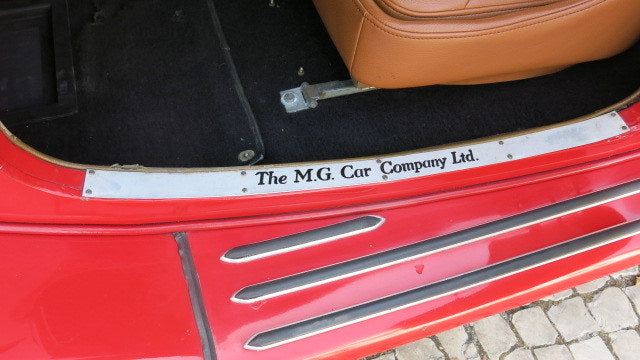 The M.G. Car Company Ltd.